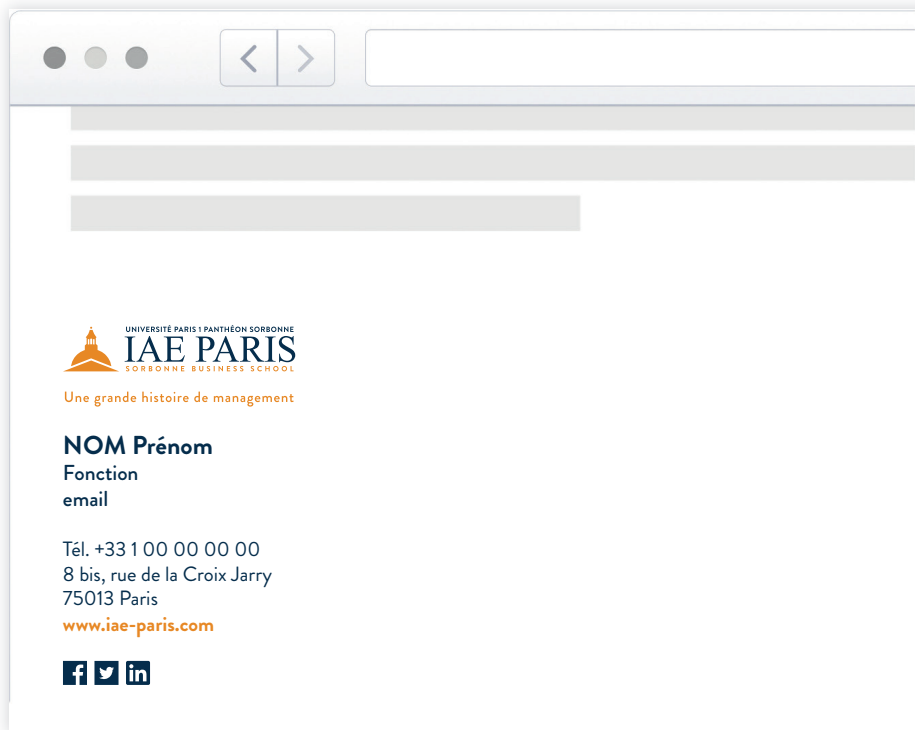 UNIVERSITÉ PARIS 1 PANTHÉON SORBONNE
IAE PARIS
SORBONNE BUSINESS SCHOOL
Une grande histoire de management
NOM Prénom
Fonction
email
Tél. +33 1 00 00 00 00
8 bis, rue de la Croix Jarry
75013 Paris
www.iae-paris.com